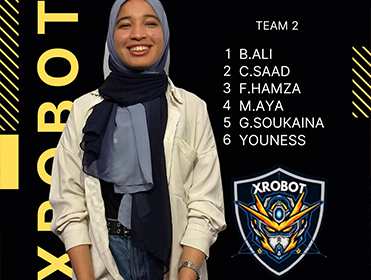 XROBOT
TEAM 2
1 B.ALI
2 C.SAAD
3 F.HAMZA
4 M.AYA
5 G.SOUKAINA
6 YOUNESS
XROBOT